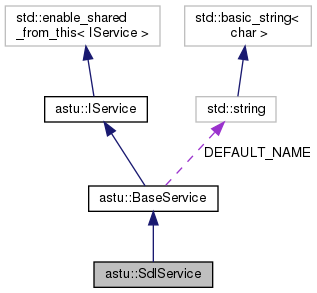 std::enable_shared
_from_this< IService >
std::basic_string<
char >
astu::IService
std::string
DEFAULT_NAME
astu::BaseService
astu::SdlService